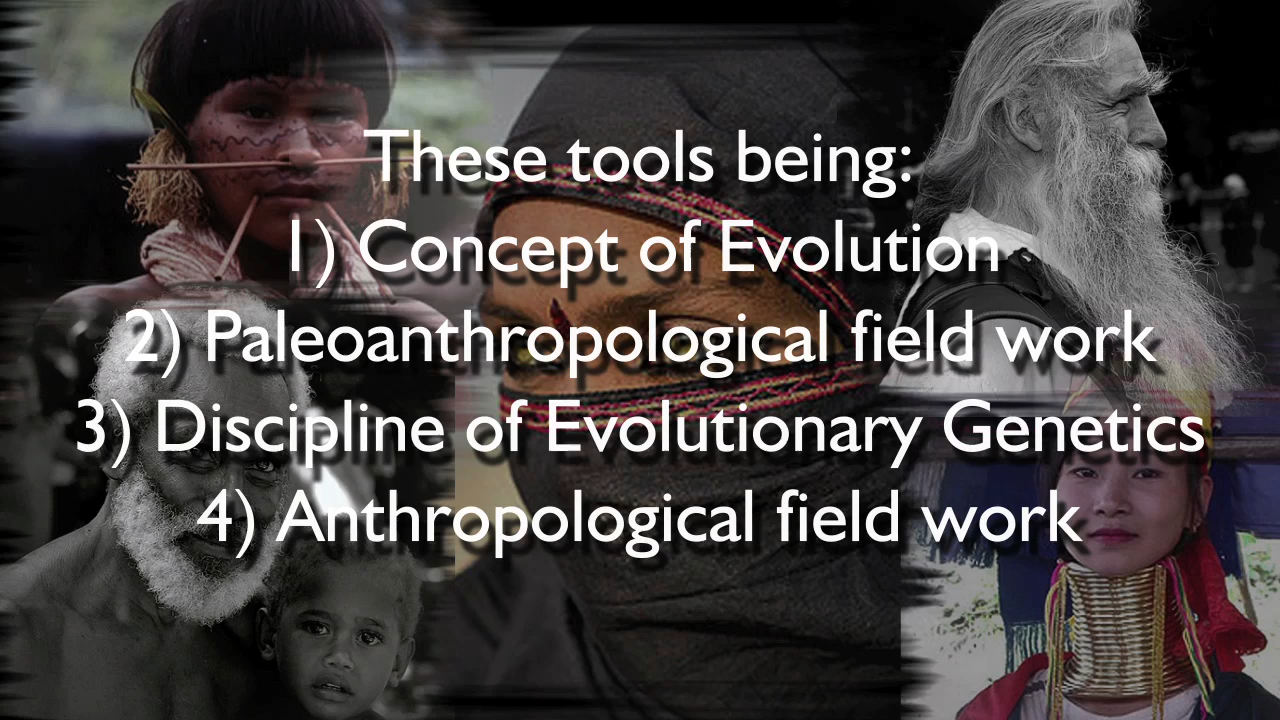 These tools being:
1) Concept of Evolution
2) Paleoanthropological field work
3) Discipline of Evolutionary Genetics
4) Anthropological field work